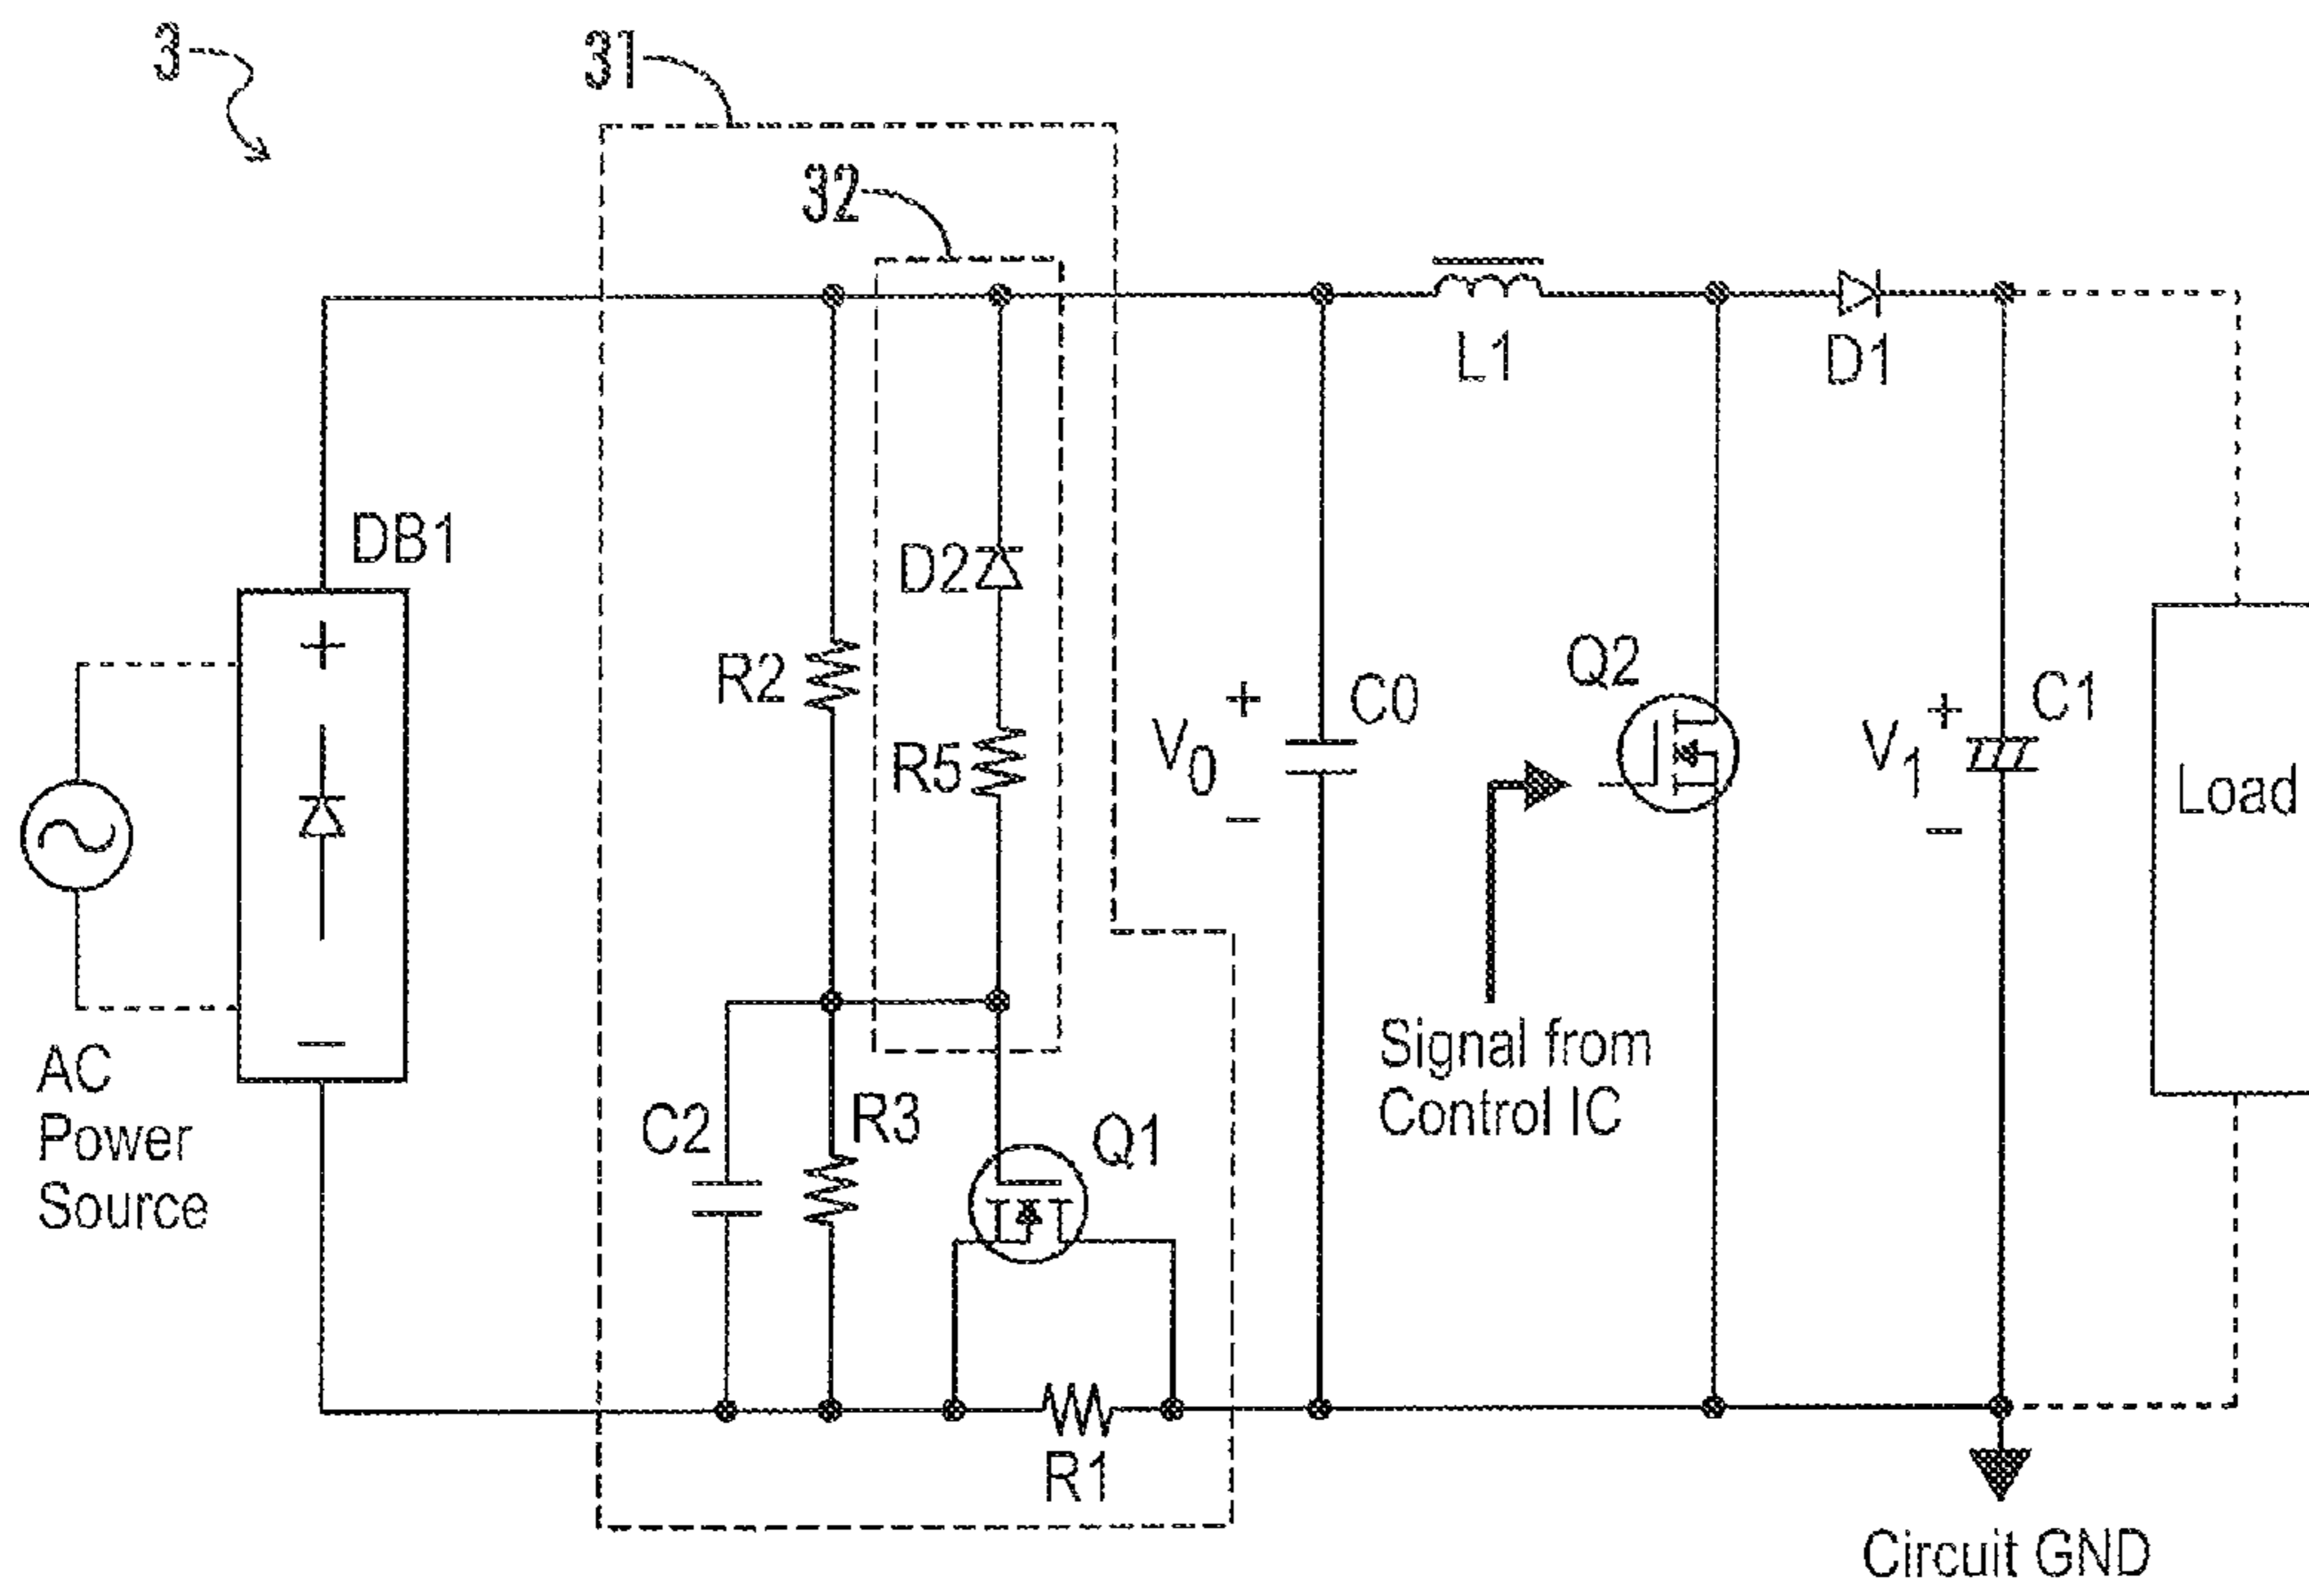 3
31
32
DB1
+
−
AC
Power
Source
R2
D2
R5
C2
R3
Q1
R1
V0
+
−
C0
L1
Q2
Signal from
Control IC
D1
V1
+
−
C1
Load
Circuit GND